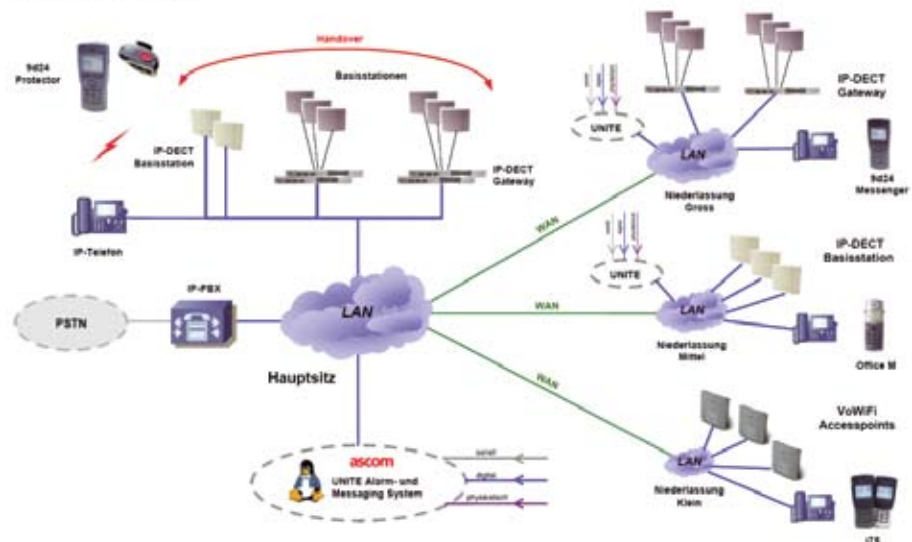 Handover
9d24
Protector
Basisstationen
IP-DECT
Basisstation
IP-DECT
Gateway
IP-Telefon
IP-PBX
PSTN
LAN
Hauptsitz
ascom
UNITE Alarm- und
Messaging System
seriell
digital
physikalisch
WAN
WAN
WAN
UNITE
LAN
Niederlassung
Gross
IP-DECT
Gateway
9d24
Messenger
UNITE
LAN
Niederlassung
Mittel
IP-DECT
Basisstation
Office M
VoWiFi
Accesspoints
LAN
Niederlassung
Klein